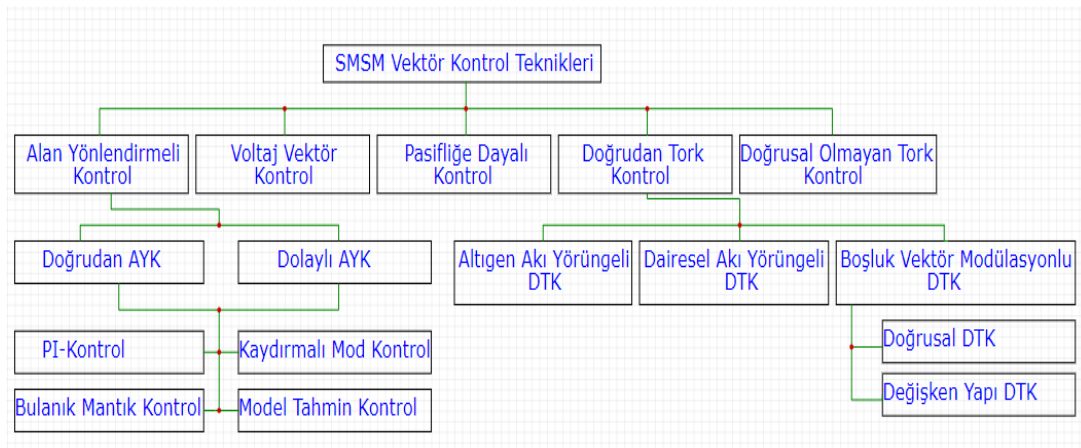 SMSM Vektör Kontrol Teknikleri
Alan Yönlendirmeli
Kontrol
Voltaj Vektör
Kontrol
Pasifliğe Dayalı
Kontrol
Doğrudan Tork
Kontrol
Doğrusal Olmayan Tork
Kontrol
Doğrudan AYK
Dolaylı AYK
Altıgen Akı Yörüngeli
DTK
Dairesel Akı Yörüngeli
DTK
Boşluk Vektör Modülasyonlu
DTK
PI-Kontrol
Kaydırmalı Mod Kontrol
Doğrusal DTK
Bulanık Mantık Kontrol
Model Tahmin Kontrol
Değişken Yapı DTK